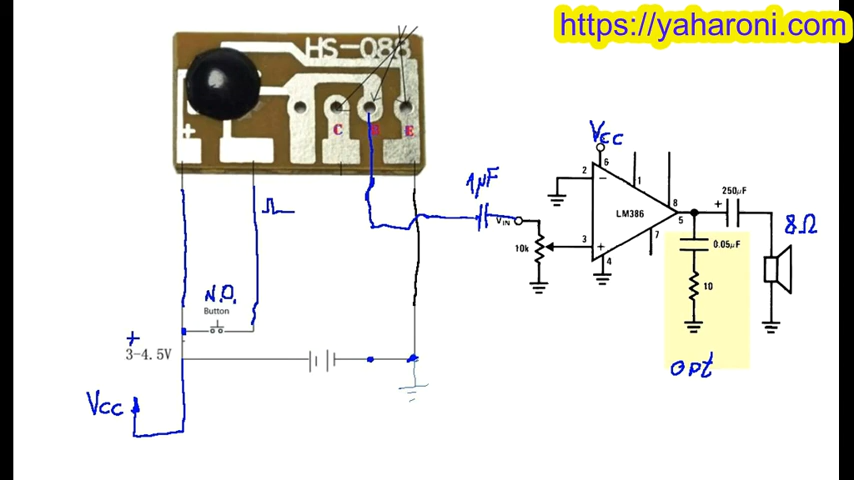 https://yaharoni.com/
HS-088
C
B
E
+
1µF
VIN
10k
VCC
6
2
−
1
LM386
8
5
3
+
7
4
+
250µF
0.05µF
10
8Ω
opt
N.O.
Button
+
3-4.5V
VCC